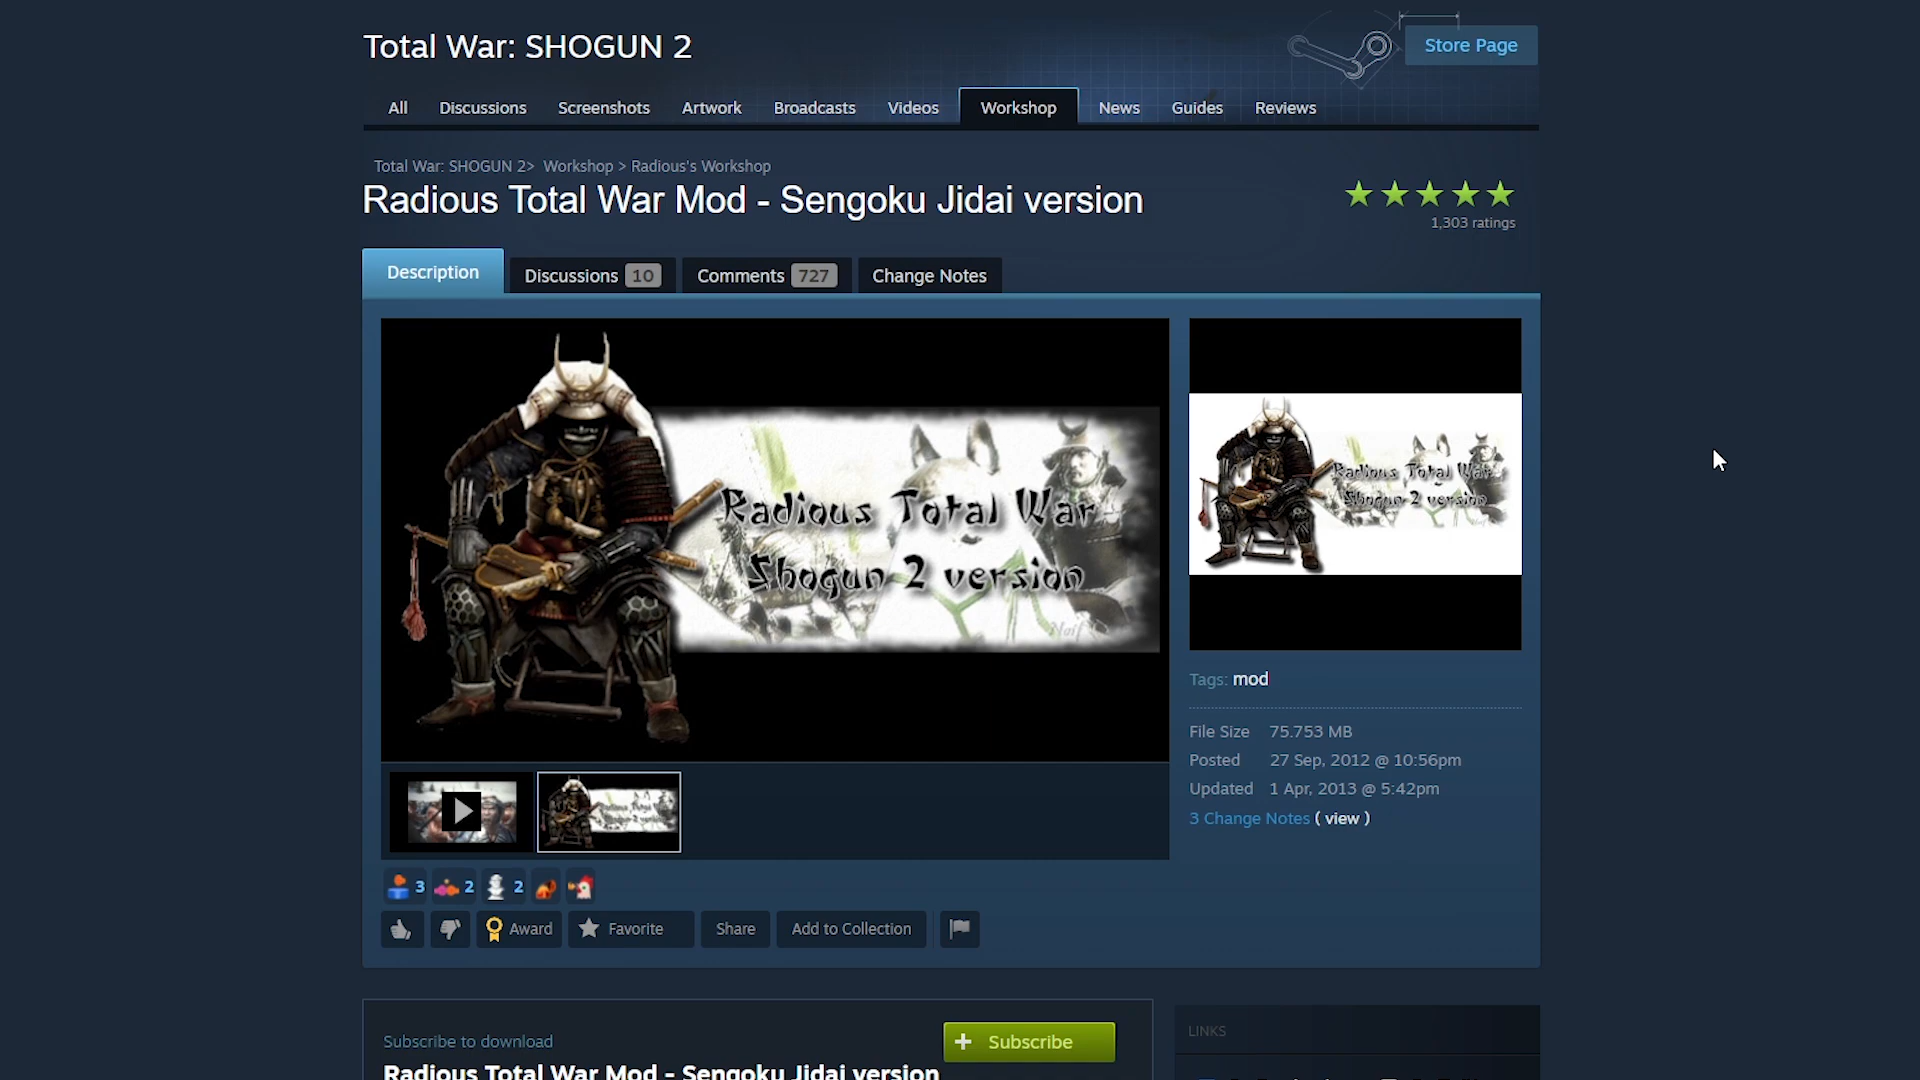 Total War: SHOGUN 2
Store Page
All Discussions Screenshots Artwork Broadcasts Videos Workshop News Guides Reviews
Total War: SHOGUN 2> Workshop > Radious's Workshop
Radious Total War Mod - Sengoku Jidai version
1,303 ratings
Description Discussions 10 Comments 727 Change Notes
Radious Total War
Shogun 2 version
Radious Total War
Shogun 2 version
Tags: mod
File Size 75.753 MB
Posted 27 Sep, 2012 @ 10:56pm
Updated 1 Apr, 2013 @ 5:42pm
3 Change Notes ( view )
3 2 2
Award Favorite Share Add to Collection
Subscribe to download
Subscribe
Radious Total War Mod - Sengoku Jidai version
LINKS